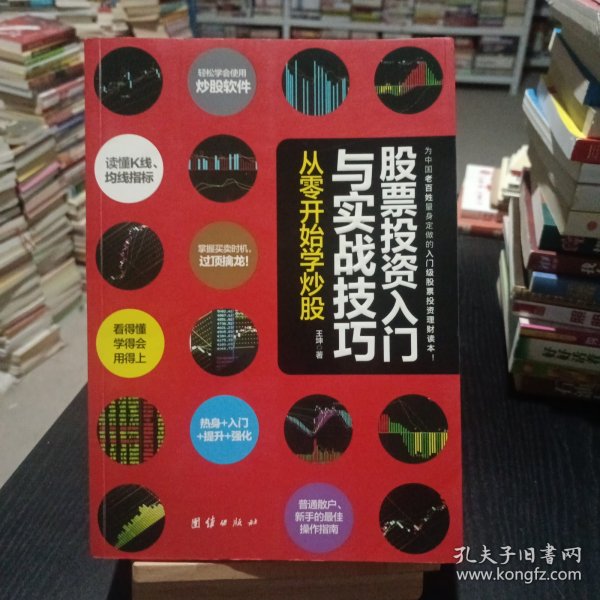 轻松学会使用
炒股软件
读懂K线、
均线指标
为中国老百姓量身定做的入门级股票投资理财读本！
股票投资入门
与实战技巧
从零开始学炒股
王坤◎著
掌握买卖时机，
过顶擒龙！
看得懂
学得会
用得上
热身+入门
+提升+强化
普通散户、
新手的最佳
操作指南
团结出版社
孔夫子旧书网
www.kongfz.com